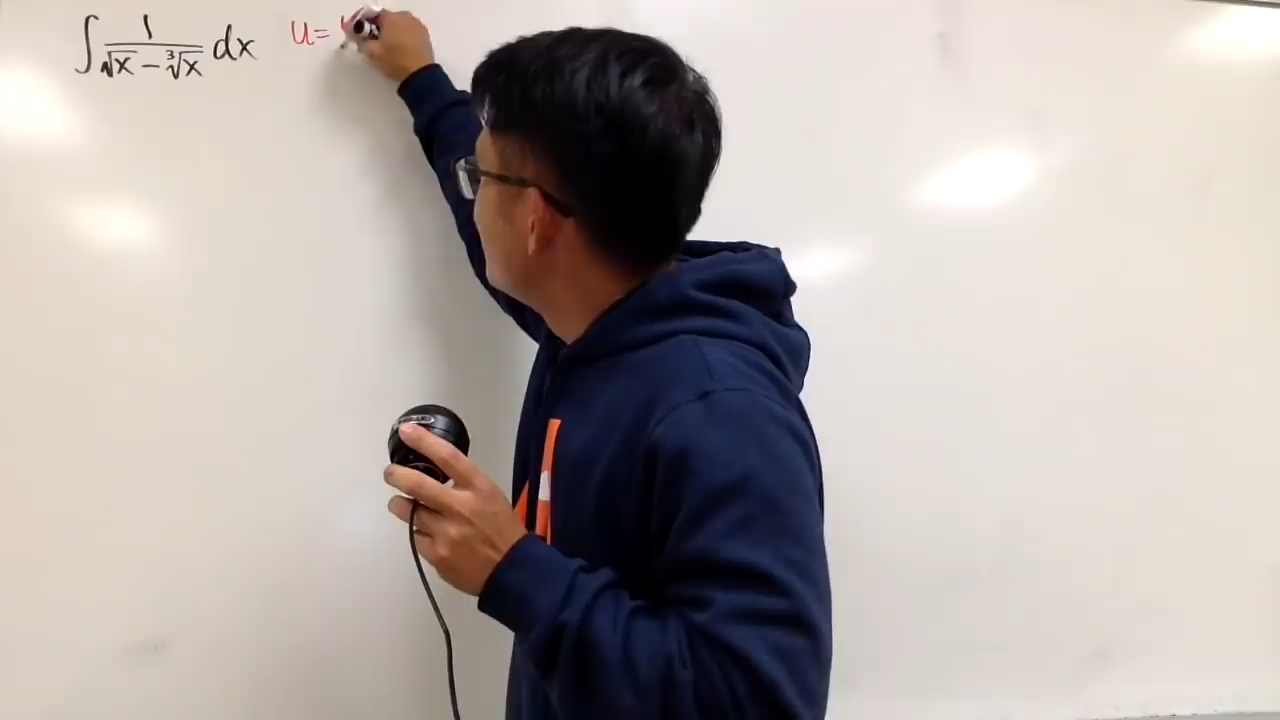 ∫ 1/(√x − ∛x) dx u=